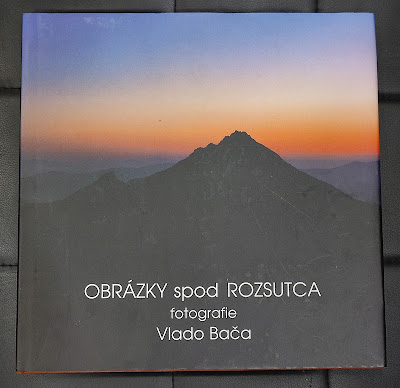 OBRÁZKY spod ROZSUTCA
fotografie
Vlado Bača